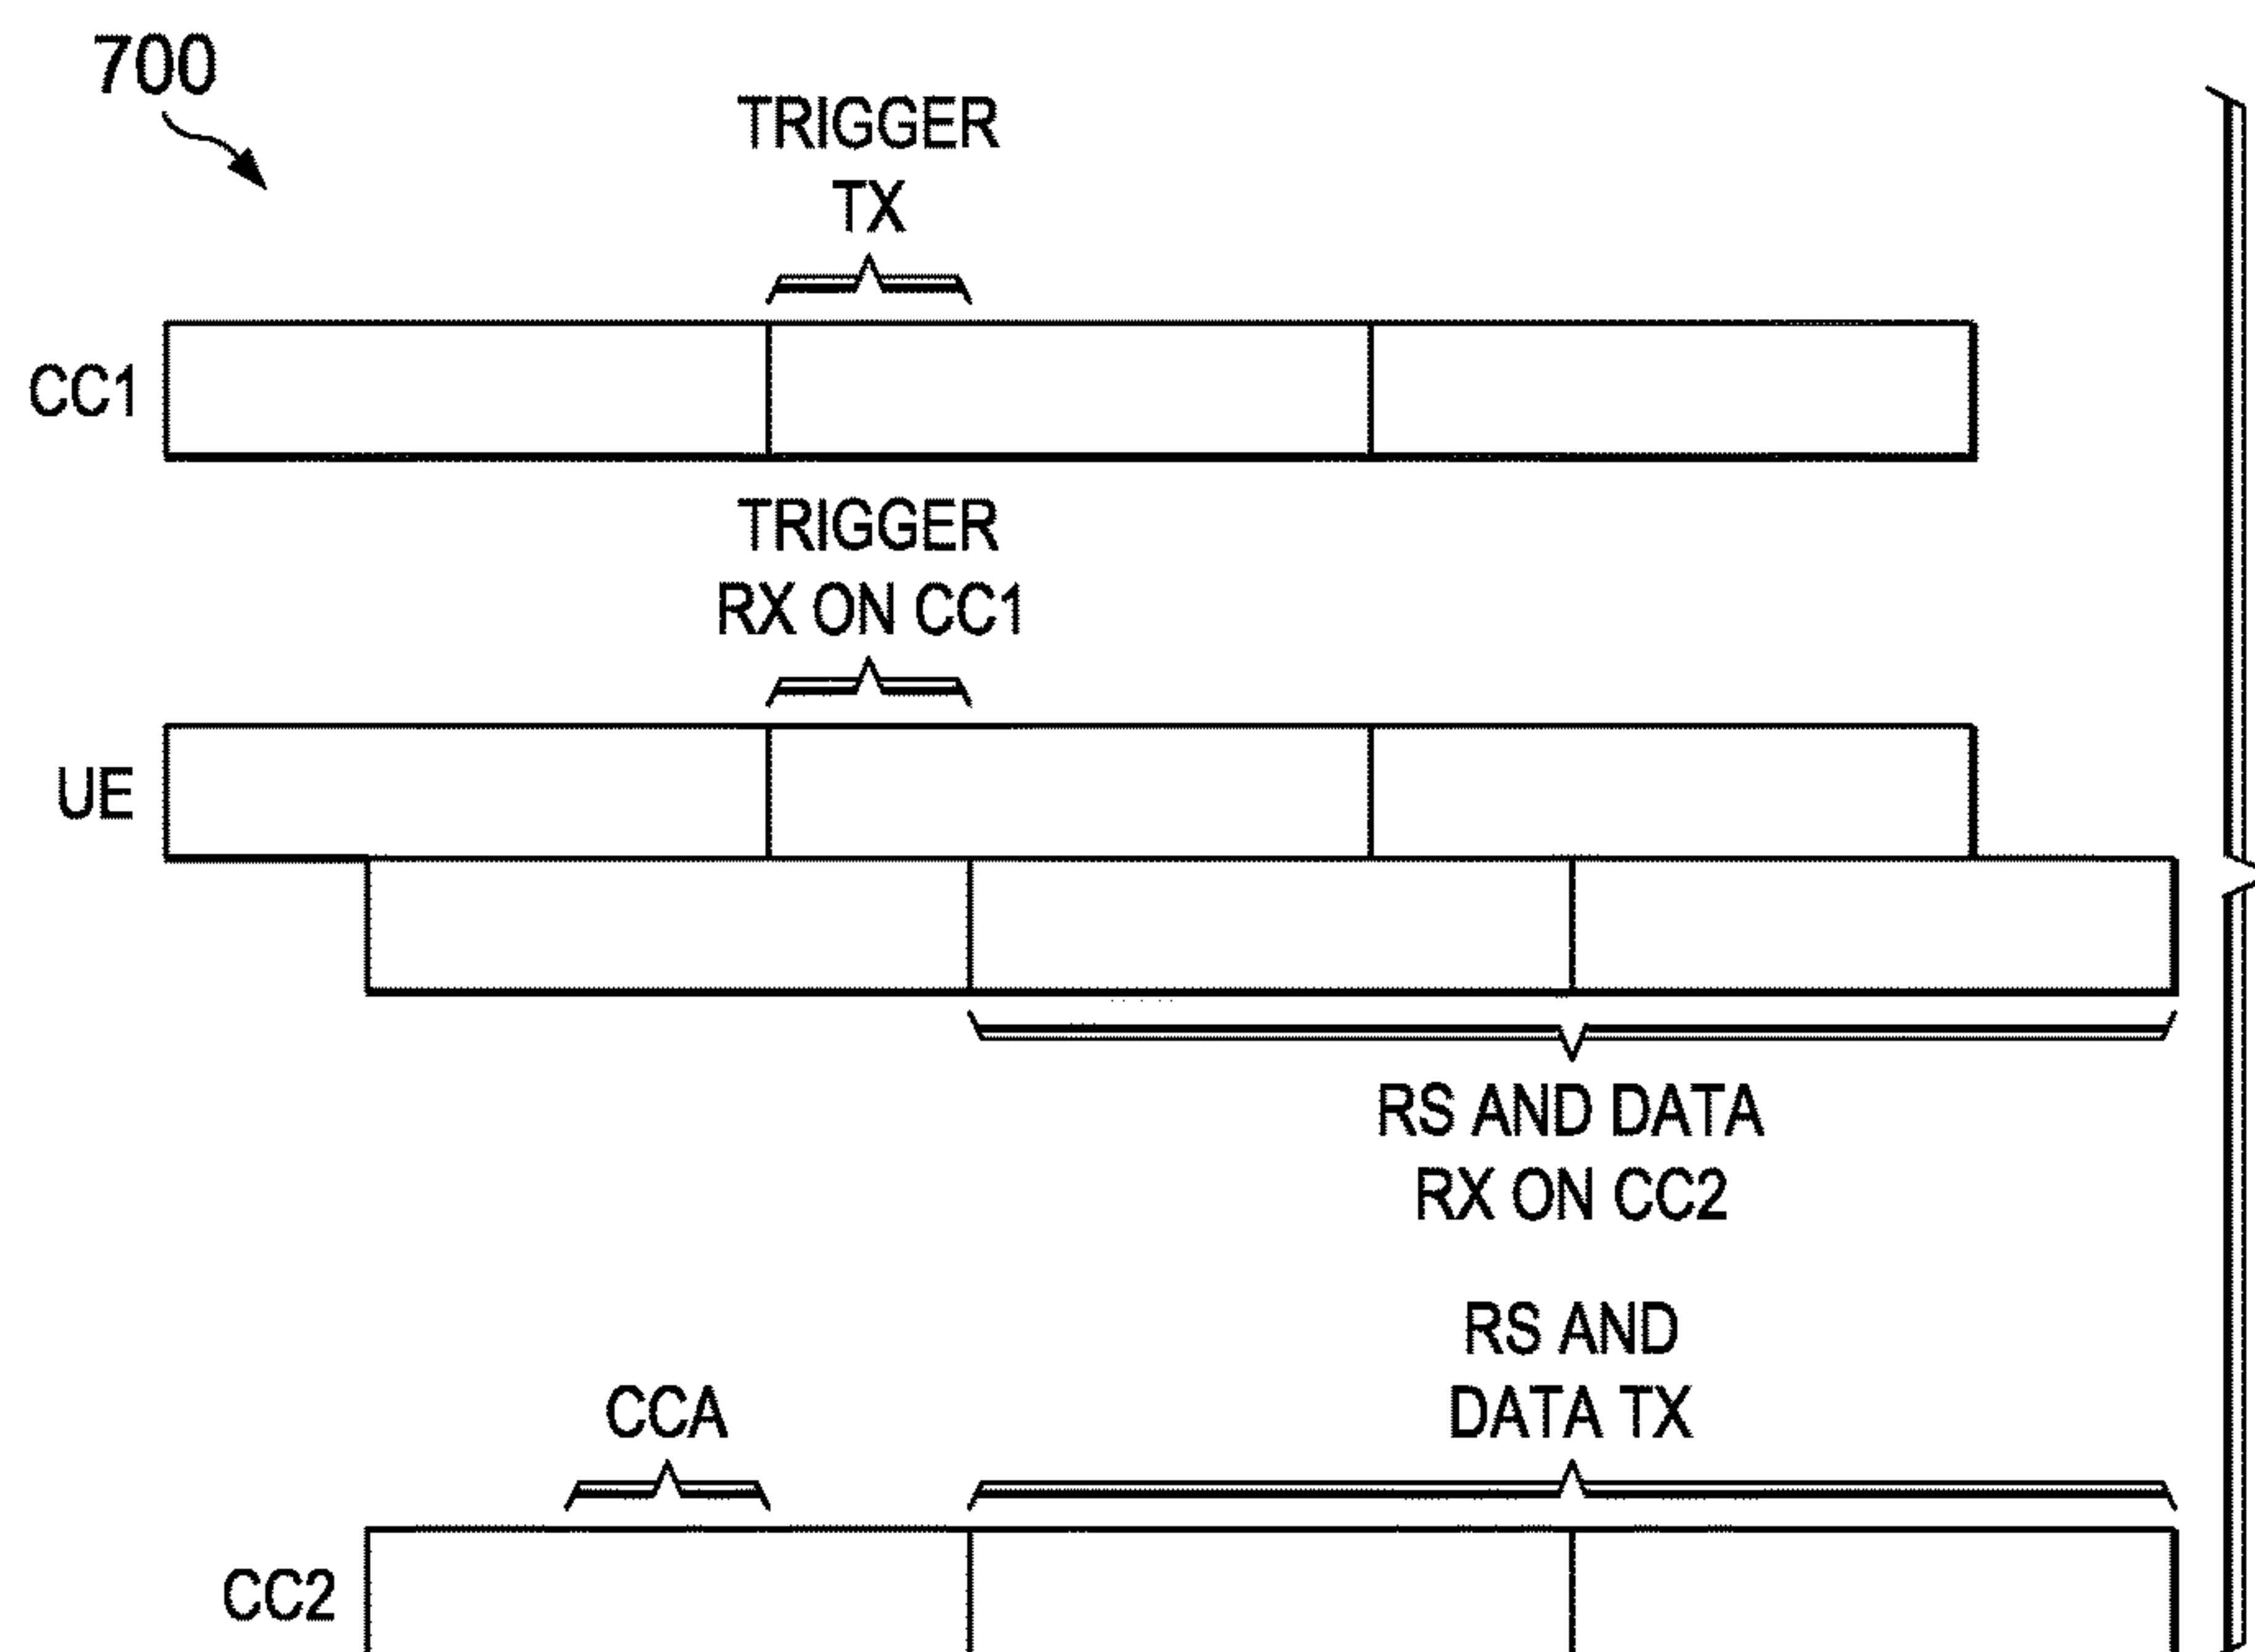 700
TRIGGER
TX
CC1
TRIGGER
RX ON CC1
UE
RS AND DATA
RX ON CC2
RS AND
DATA TX
CCA
CC2